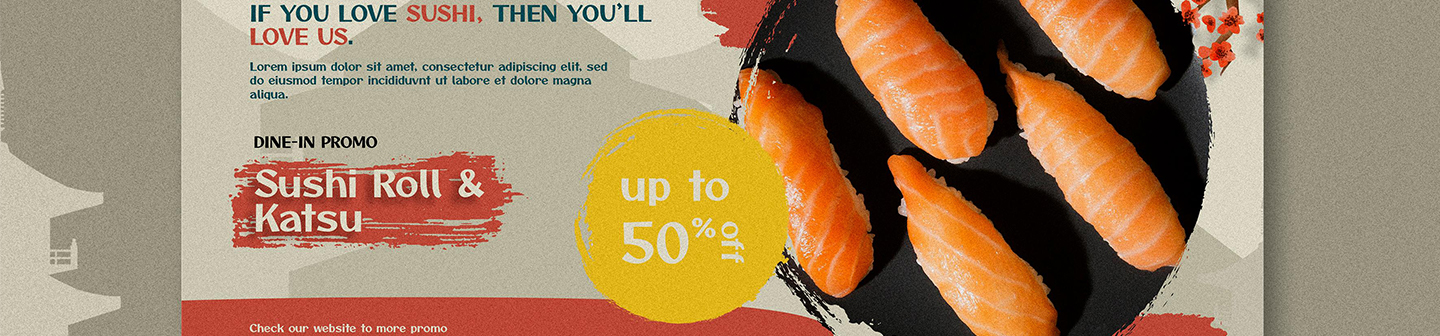 IF YOU LOVE SUSHI, THEN YOU'LL
LOVE US.
Lorem ipsum dolor sit amet, consectetur adipiscing elit, sed
do eiusmod tempor incididuvnt ut labore et dolore magna
aliqua.
DINE-IN PROMO
Sushi Roll &
Katsu
up to
50% off
Check our website to more promo